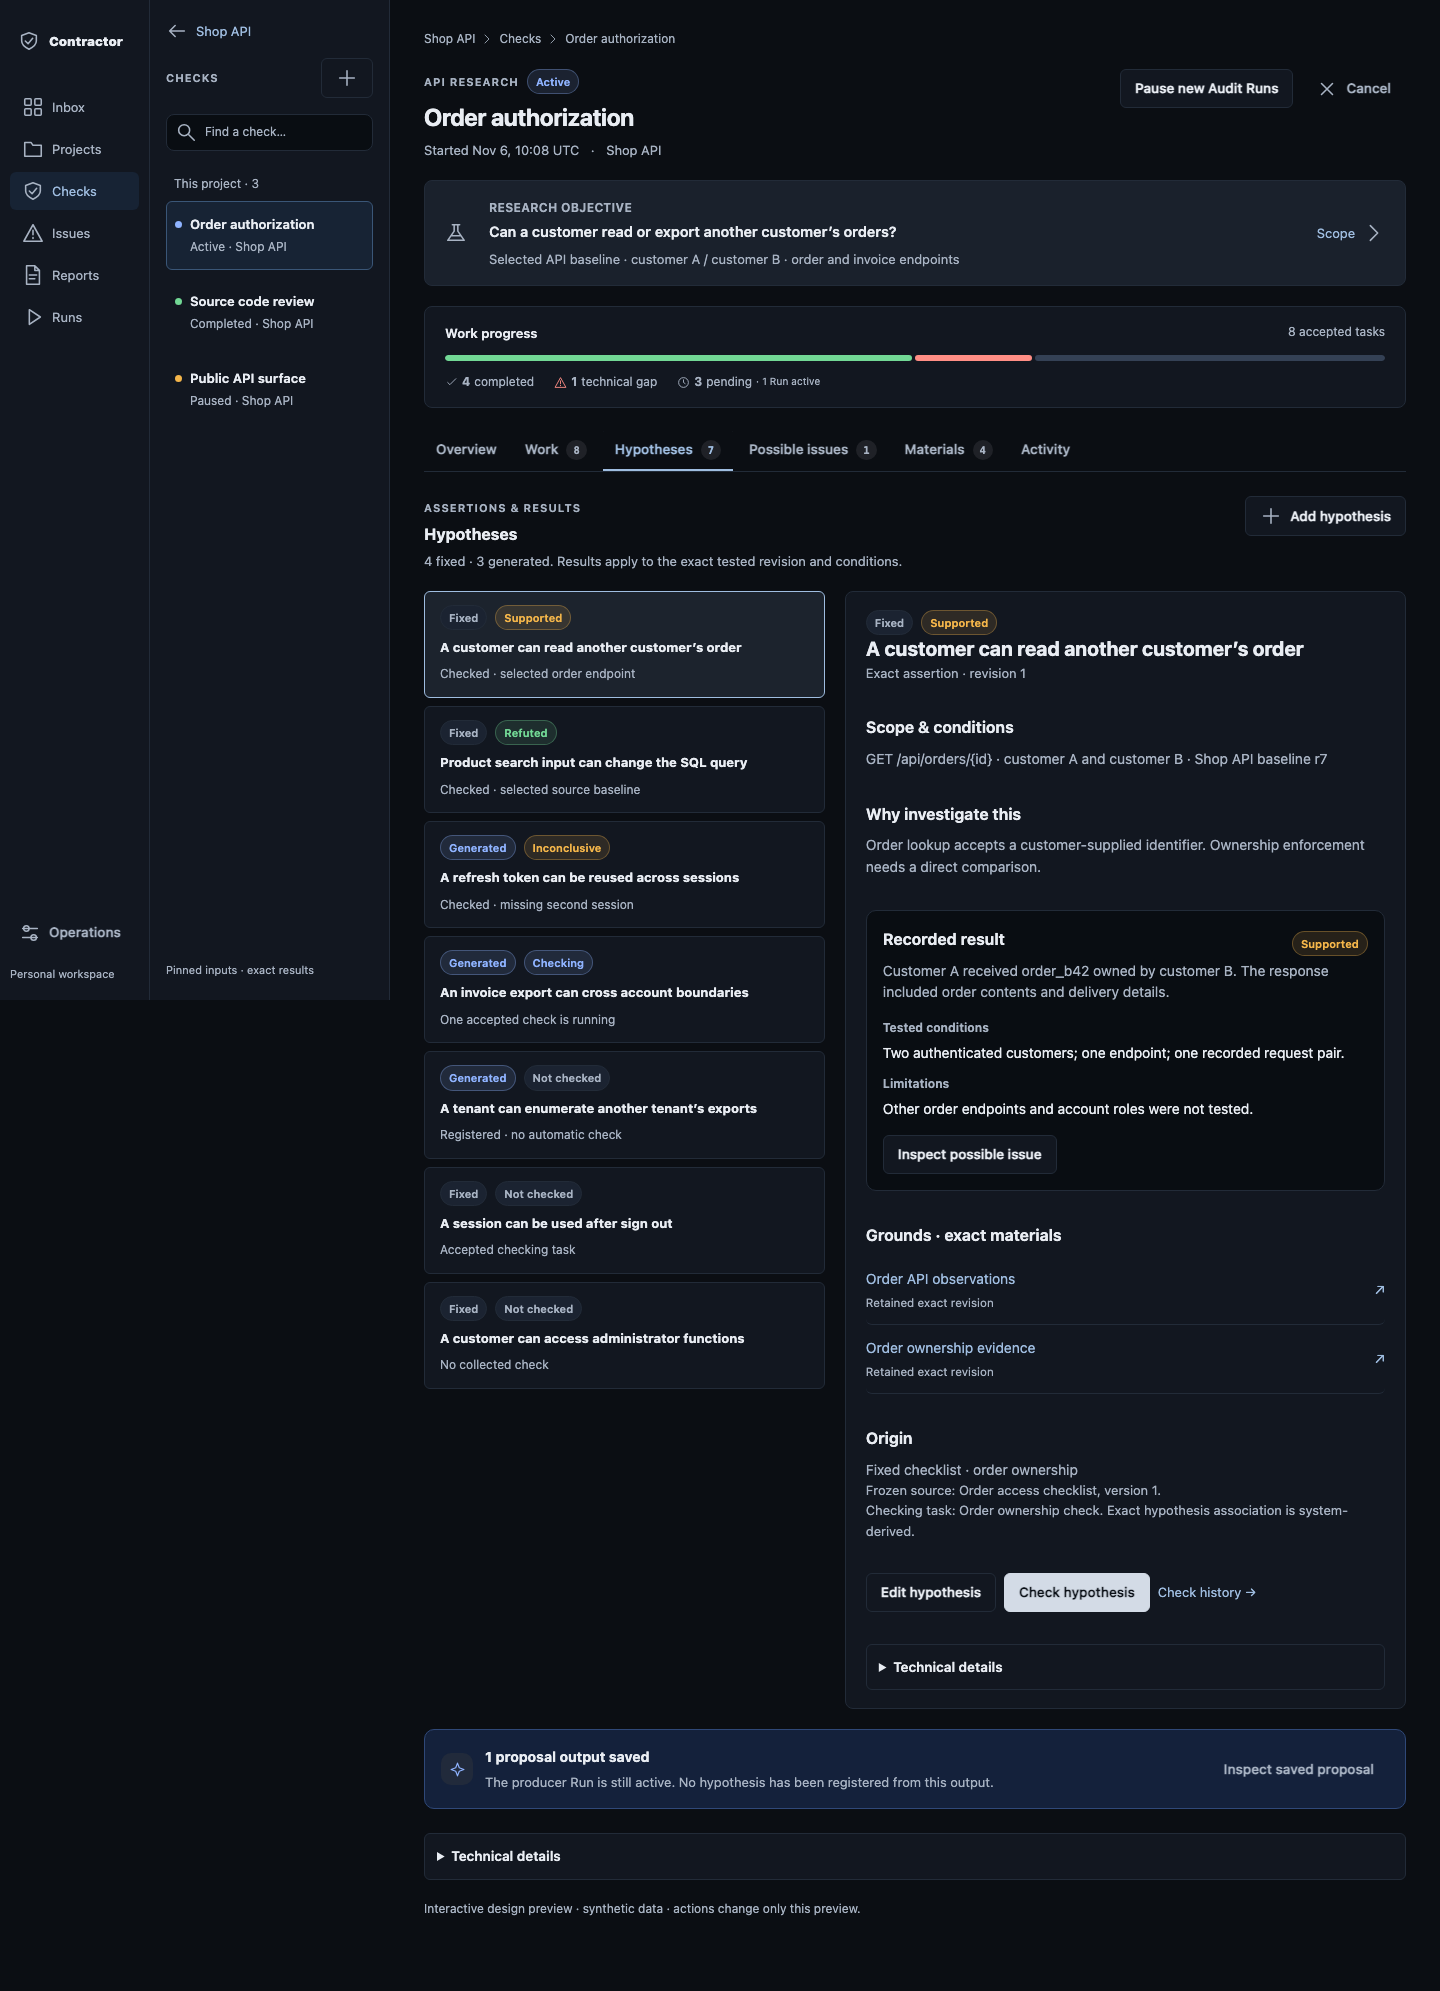 Contractor
Inbox
Projects
Checks
Issues
Reports
Runs
Operations
Personal workspace
Shop API
CHECKS
Find a check...
This project · 3
Order authorization
Active · Shop API
Source code review
Completed · Shop API
Public API surface
Paused · Shop API
Pinned inputs · exact results
Shop API > Checks > Order authorization
API RESEARCH Active
Order authorization
Started Nov 6, 10:08 UTC · Shop API
Pause new Audit Runs
Cancel
RESEARCH OBJECTIVE
Can a customer read or export another customer’s orders?
Selected API baseline · customer A / customer B · order and invoice endpoints
Scope
Work progress
8 accepted tasks
4 completed
1 technical gap
3 pending · 1 Run active
Overview
Work 8
Hypotheses 7
Possible issues 1
Materials 4
Activity
ASSERTIONS & RESULTS
Hypotheses
4 fixed · 3 generated. Results apply to the exact tested revision and conditions.
Add hypothesis
Fixed Supported
A customer can read another customer’s order
Checked · selected order endpoint
Fixed Refuted
Product search input can change the SQL query
Checked · selected source baseline
Generated Inconclusive
A refresh token can be reused across sessions
Checked · missing second session
Generated Checking
An invoice export can cross account boundaries
One accepted check is running
Generated Not checked
A tenant can enumerate another tenant’s exports
Registered · no automatic check
Fixed Not checked
A session can be used after sign out
Accepted checking task
Fixed Not checked
A customer can access administrator functions
No collected check
Fixed Supported
A customer can read another customer’s order
Exact assertion · revision 1
Scope & conditions
GET /api/orders/{id} · customer A and customer B · Shop API baseline r7
Why investigate this
Order lookup accepts a customer-supplied identifier. Ownership enforcement
needs a direct comparison.
Recorded result
Supported
Customer A received order_b42 owned by customer B. The response
included order contents and delivery details.
Tested conditions
Two authenticated customers; one endpoint; one recorded request pair.
Limitations
Other order endpoints and account roles were not tested.
Inspect possible issue
Grounds · exact materials
Order API observations
Retained exact revision
Order ownership evidence
Retained exact revision
Origin
Fixed checklist · order ownership
Frozen source: Order access checklist, version 1.
Checking task: Order ownership check. Exact hypothesis association is system-
derived.
Edit hypothesis
Check hypothesis
Check history →
Technical details
1 proposal output saved
The producer Run is still active. No hypothesis has been registered from this output.
Inspect saved proposal
Technical details
Interactive design preview · synthetic data · actions change only this preview.